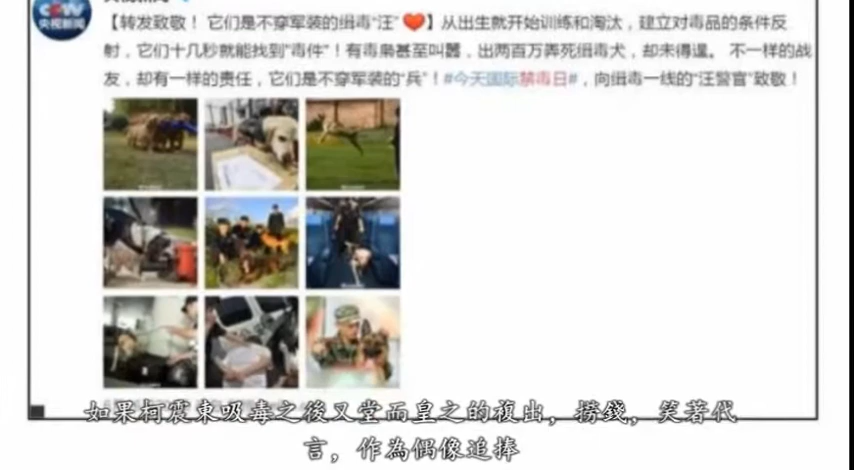 央视新闻
【转发致敬！它们是不穿军装的缉毒“汪”❤】从出生就开始训练和淘汰，建立对毒品的条件反
射，它们十几秒就能找到“毒件”！有毒枭甚至叫嚣，出两百万弄死缉毒犬，却未得逞。不一样的战
友，却有一样的责任，它们是不穿军装的“兵”！#今天国际禁毒日#，向缉毒一线的“汪警官”致敬！
如果柯震東吸毒之後又堂而皇之的複出，撈錢，笑著代
言，作為偶像追捧